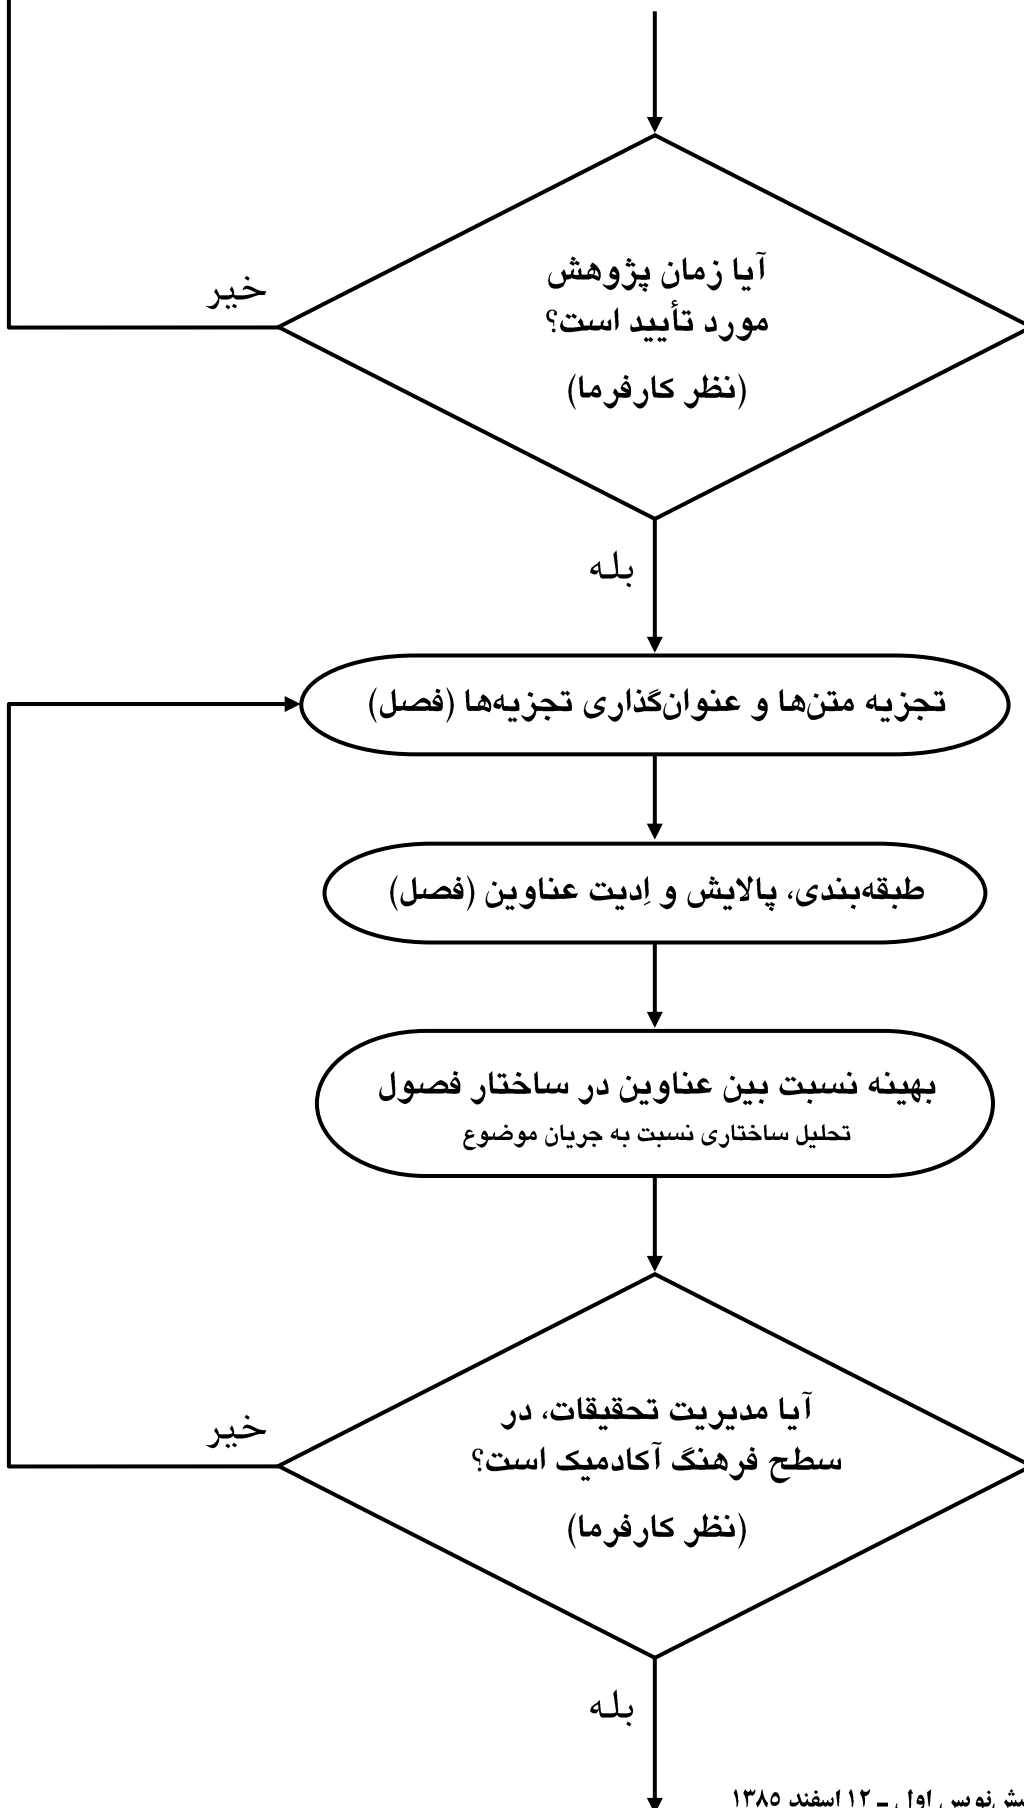 آیا زمان پژوهش
مورد تأیید است؟
(نظر کارفرما)
خیر
بله
تجزیه متن‌ها و عنوان‌گذاری تجزیه‌ها (فصل)
طبقه‌بندی، پالایش و اِدیت عناوین (فصل)
بهینه نسبت بین عناوین در ساختار فصول
تحلیل ساختاری نسبت به جریان موضوع
آیا مدیریت تحقیقات، در
سطح فرهنگ آکادمیک است؟
(نظر کارفرما)
خیر
بله
اول ـ ۱۲ اسفند ۱۳۸۵